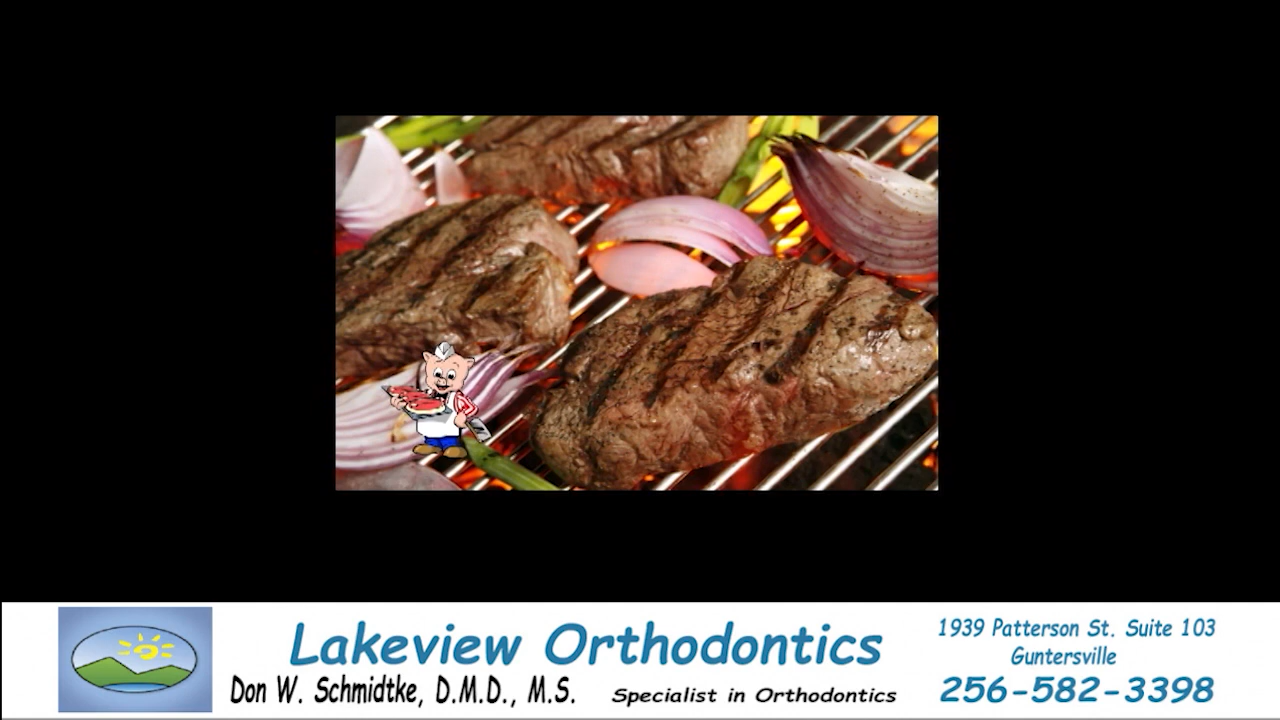 Lakeview Orthodontics
Don W. Schmidtke, D.M.D., M.S.
Specialist in Orthodontics
1939 Patterson St. Suite 103
Guntersville
256-582-3398